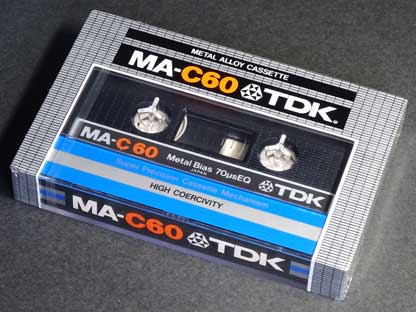 METAL ALLOY CASSETTE
MA-C60 TDK®
MA-C60 Metal Bias 70μsEQ TDK
JAPAN
Super Precision Cassette Mechanism
HIGH COERCIVITY
MA-C60 TDK